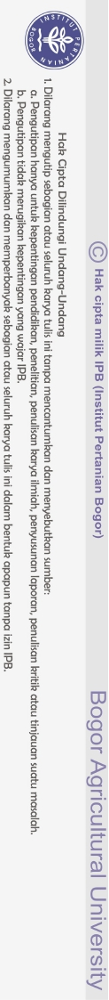 © Hak cipta milik IPB (Institut Pertanian Bogor)
Bogor Agricultural University
INSTITUT PERTANIAN
BOGOR
Hak Cipta Dilindungi Undang-Undang
1. Dilarang mengutip sebagian atau seluruh karya tulis ini tanpa mencantumkan dan menyebutkan sumber:
a. Pengutipan hanya untuk kepentingan pendidikan, penelitian, penulisan karya ilmiah, penyusunan laporan, penulisan kritik atau tinjauan suatu masalah.
b. Pengutipan tidak merugikan kepentingan yang wajar IPB.
2. Dilarang mengumumkan dan memperbanyak sebagian atau seluruh karya tulis ini dalam bentuk apapun tanpa izin IPB.